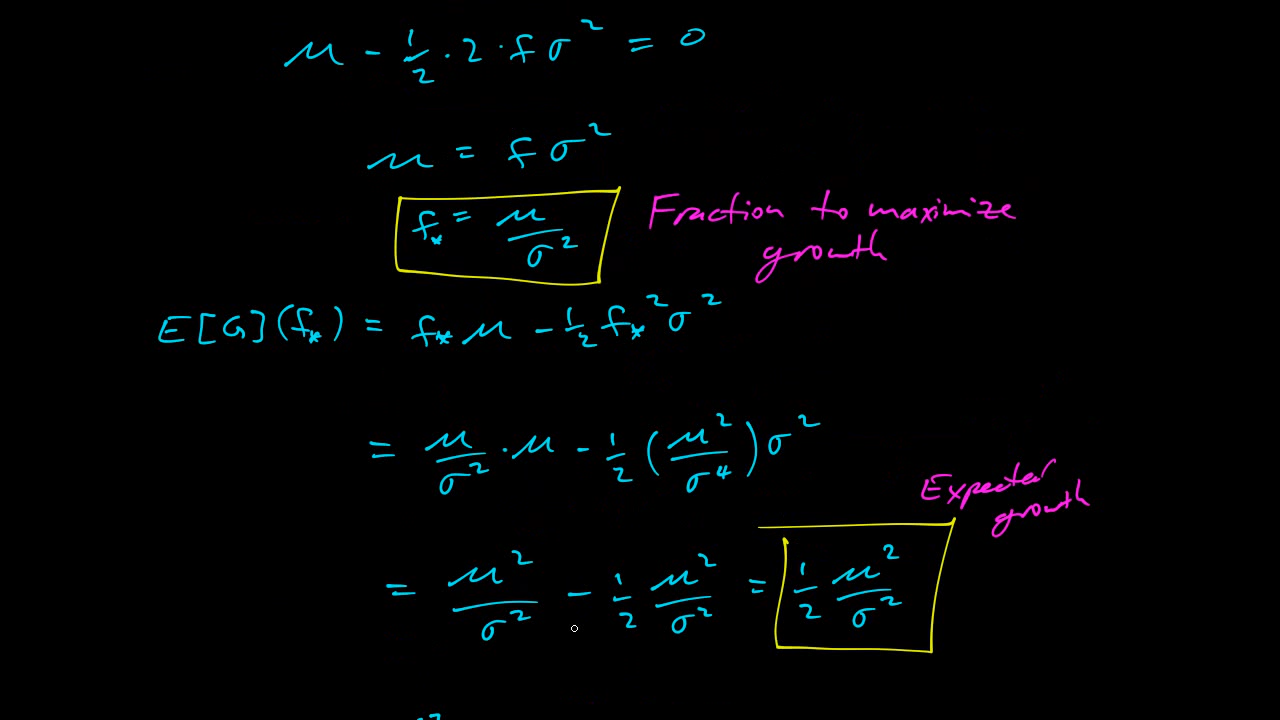 μ - 1/2 · 2 · f σ² = 0
μ = f σ²
f* = μ/σ² Fraction to maximize
growth
E[G](f*) = f* μ - 1/2 f*² σ²
= μ/σ² · μ - 1/2 (μ²/σ⁴) σ²
Expected
growth
= μ²/σ² - 1/2 μ²/σ² = 1/2 μ²/σ²